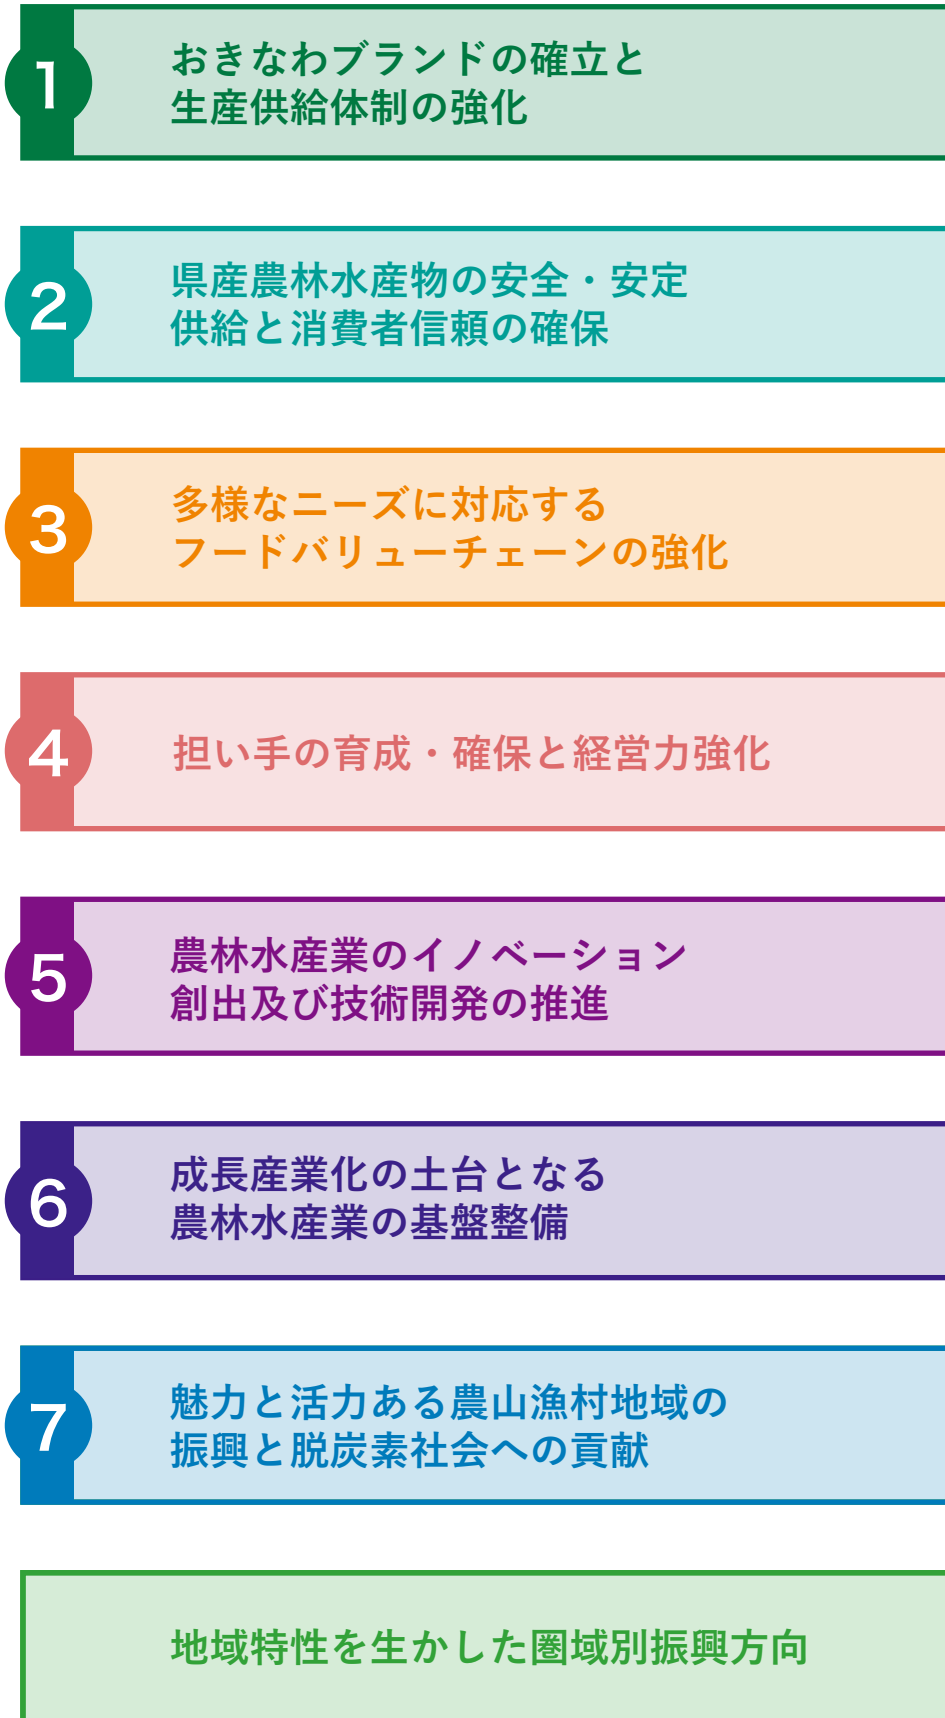 1
おきなわブランドの確立と
生産供給体制の強化
2
県産農林水産物の安全・安定
供給と消費者信頼の確保
3
多様なニーズに対応する
フードバリューチェーンの強化
4
担い手の育成・確保と経営力強化
5
農林水産業のイノベーション
創出及び技術開発の推進
6
成長産業化の土台となる
農林水産業の基盤整備
7
魅力と活力ある農山漁村地域の
振興と脱炭素社会への貢献
地域特性を生かした圏域別振興方向